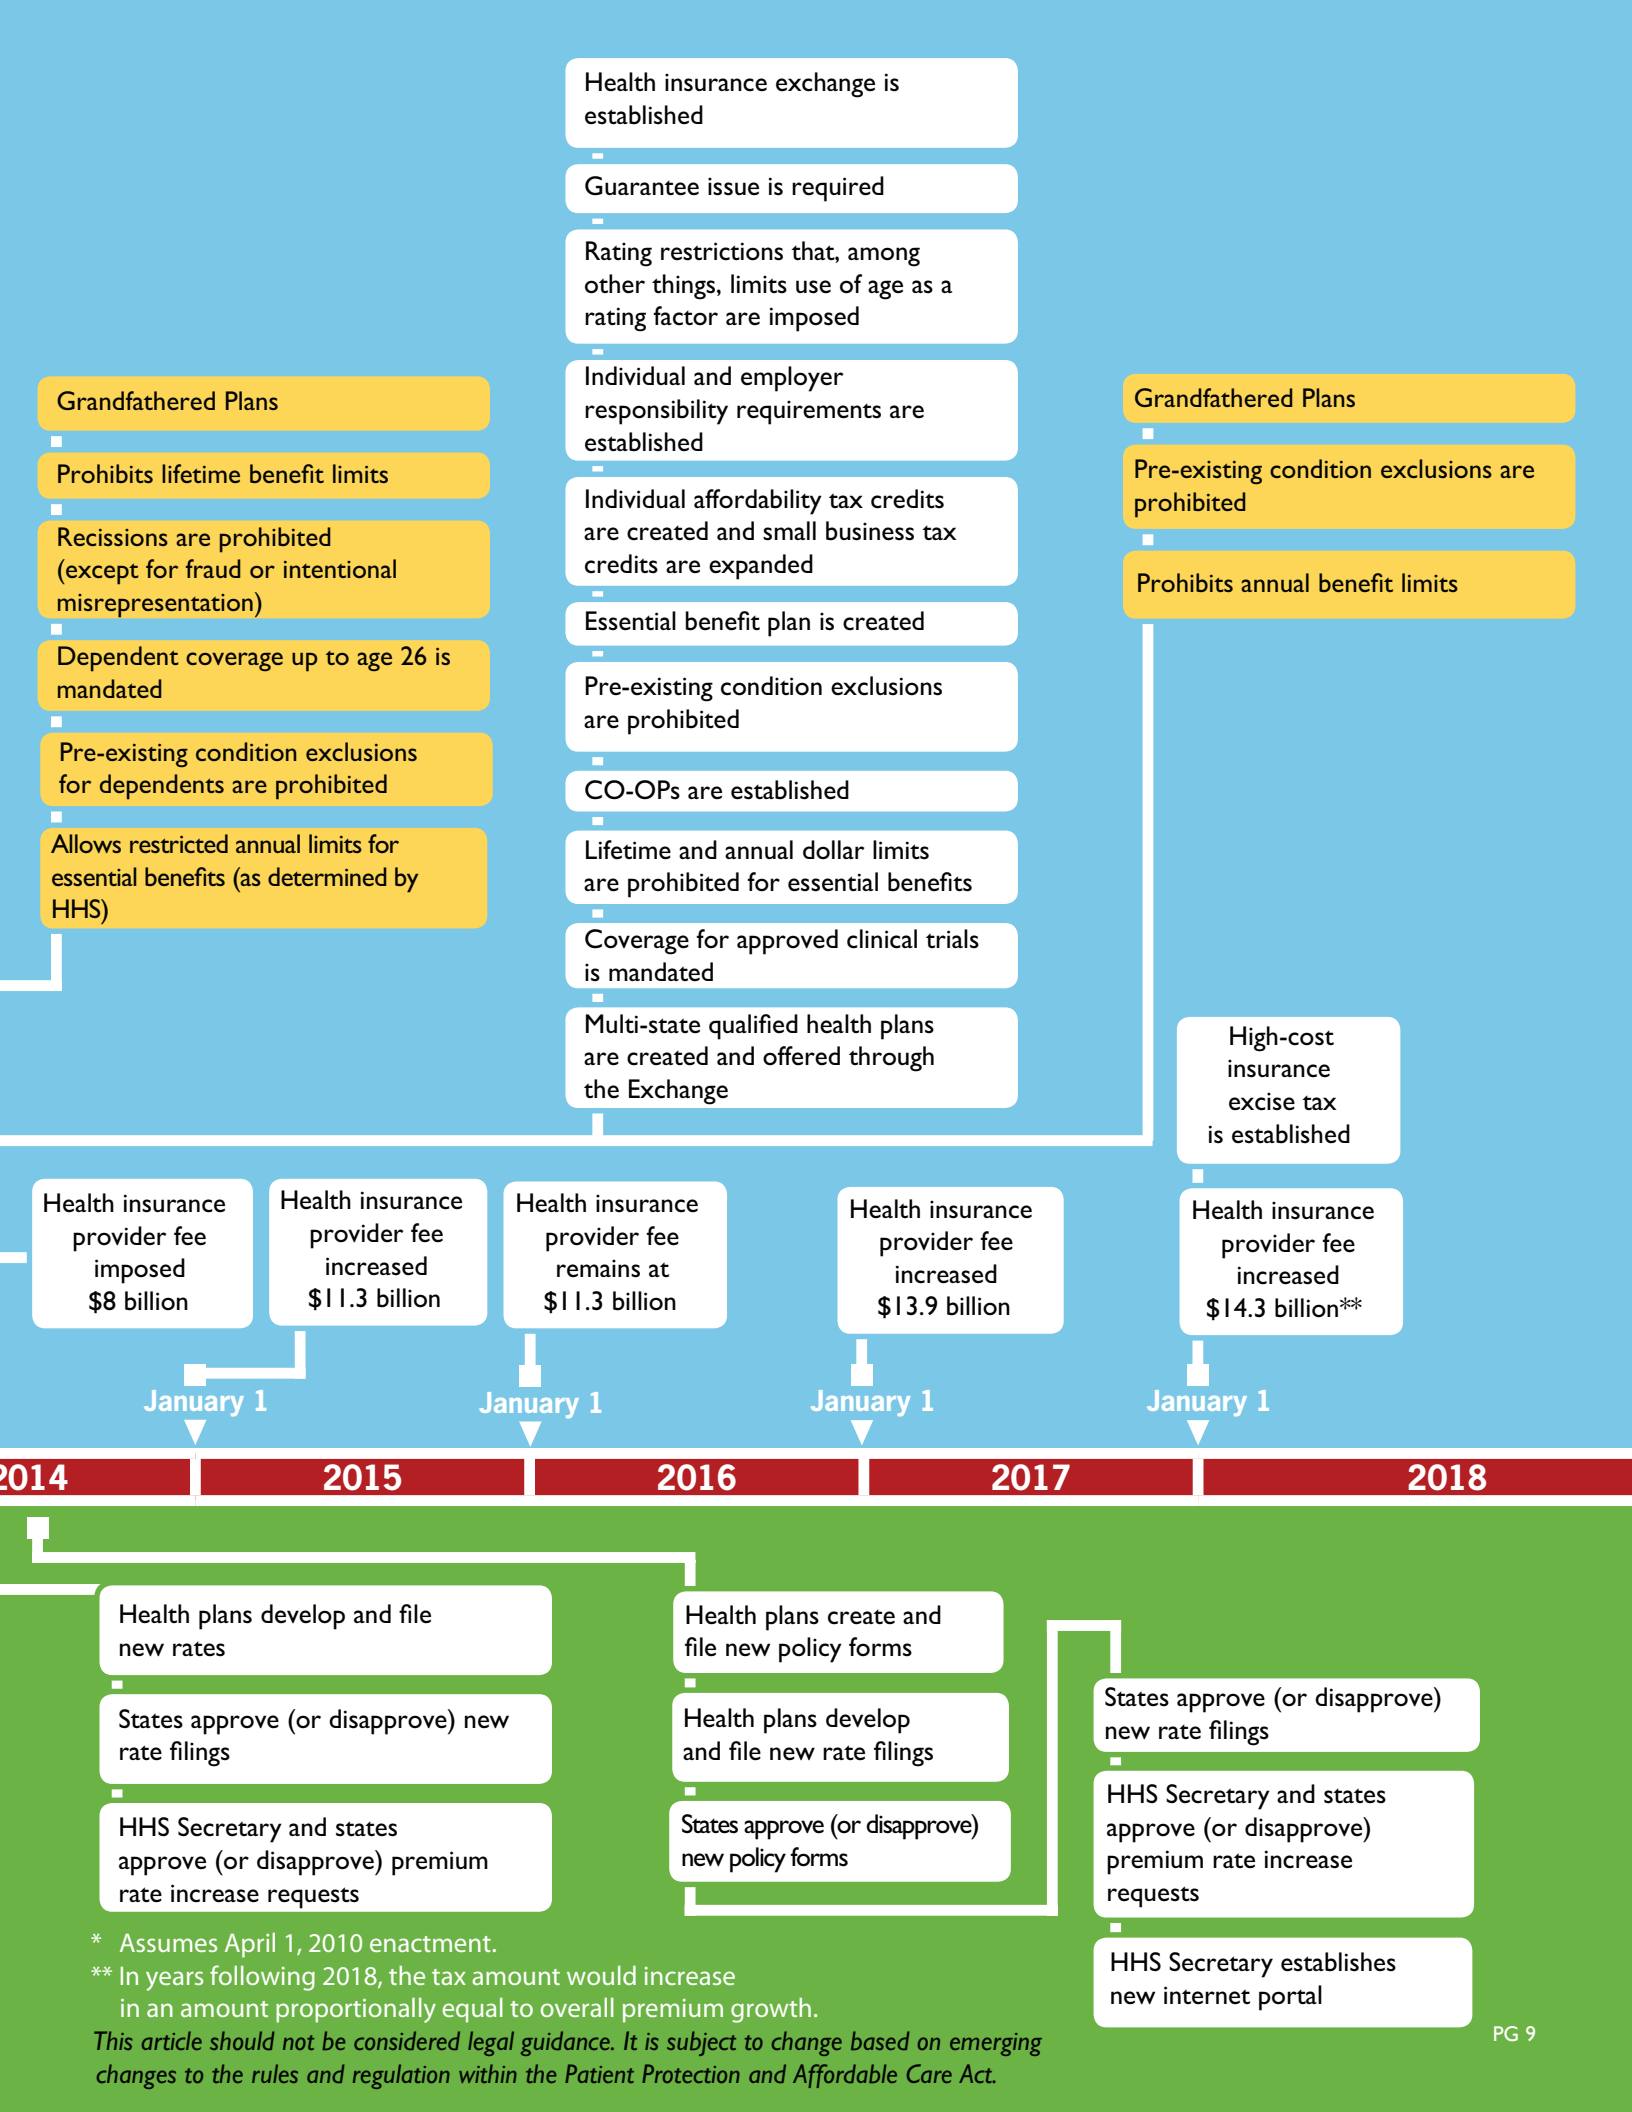 Health insurance exchange is
established
Guarantee issue is required
Rating restrictions that, among
other things, limits use of age as a
rating factor are imposed
Individual and employer
responsibility requirements are
established
Individual affordability tax credits
are created and small business tax
credits are expanded
Essential benefit plan is created
Pre-existing condition exclusions
are prohibited
CO-OPs are established
Lifetime and annual dollar limits
are prohibited for essential benefits
Coverage for approved clinical trials
is mandated
Multi-state qualified health plans
are created and offered through
the Exchange
Grandfathered Plans
Prohibits lifetime benefit limits
Recissions are prohibited
(except for fraud or intentional
misrepresentation)
Dependent coverage up to age 26 is
mandated
Pre-existing condition exclusions
for dependents are prohibited
Allows restricted annual limits for
essential benefits (as determined by
HHS)
Grandfathered Plans
Pre-existing condition exclusions are
prohibited
Prohibits annual benefit limits
High-cost
insurance
excise tax
is established
Health insurance
provider fee
imposed
$8 billion
Health insurance
provider fee
increased
$11.3 billion
Health insurance
provider fee
remains at
$11.3 billion
Health insurance
provider fee
increased
$13.9 billion
Health insurance
provider fee
increased
$14.3 billion**
January 1
January 1
January 1
January 1
2014
2015
2016
2017
2018
Health plans develop and file
new rates
States approve (or disapprove) new
rate filings
HHS Secretary and states
approve (or disapprove) premium
rate increase requests
Health plans create and
file new policy forms
Health plans develop
and file new rate filings
States approve (or disapprove)
new policy forms
States approve (or disapprove)
new rate filings
HHS Secretary and states
approve (or disapprove)
premium rate increase
requests
HHS Secretary establishes
new internet portal
* Assumes April 1, 2010 enactment.
** In years following 2018, the tax amount would increase
in an amount proportionally equal to overall premium growth.
This article should not be considered legal guidance. It is subject to change based on emerging
changes to the rules and regulation within the Patient Protection and Affordable Care Act.
PG 9